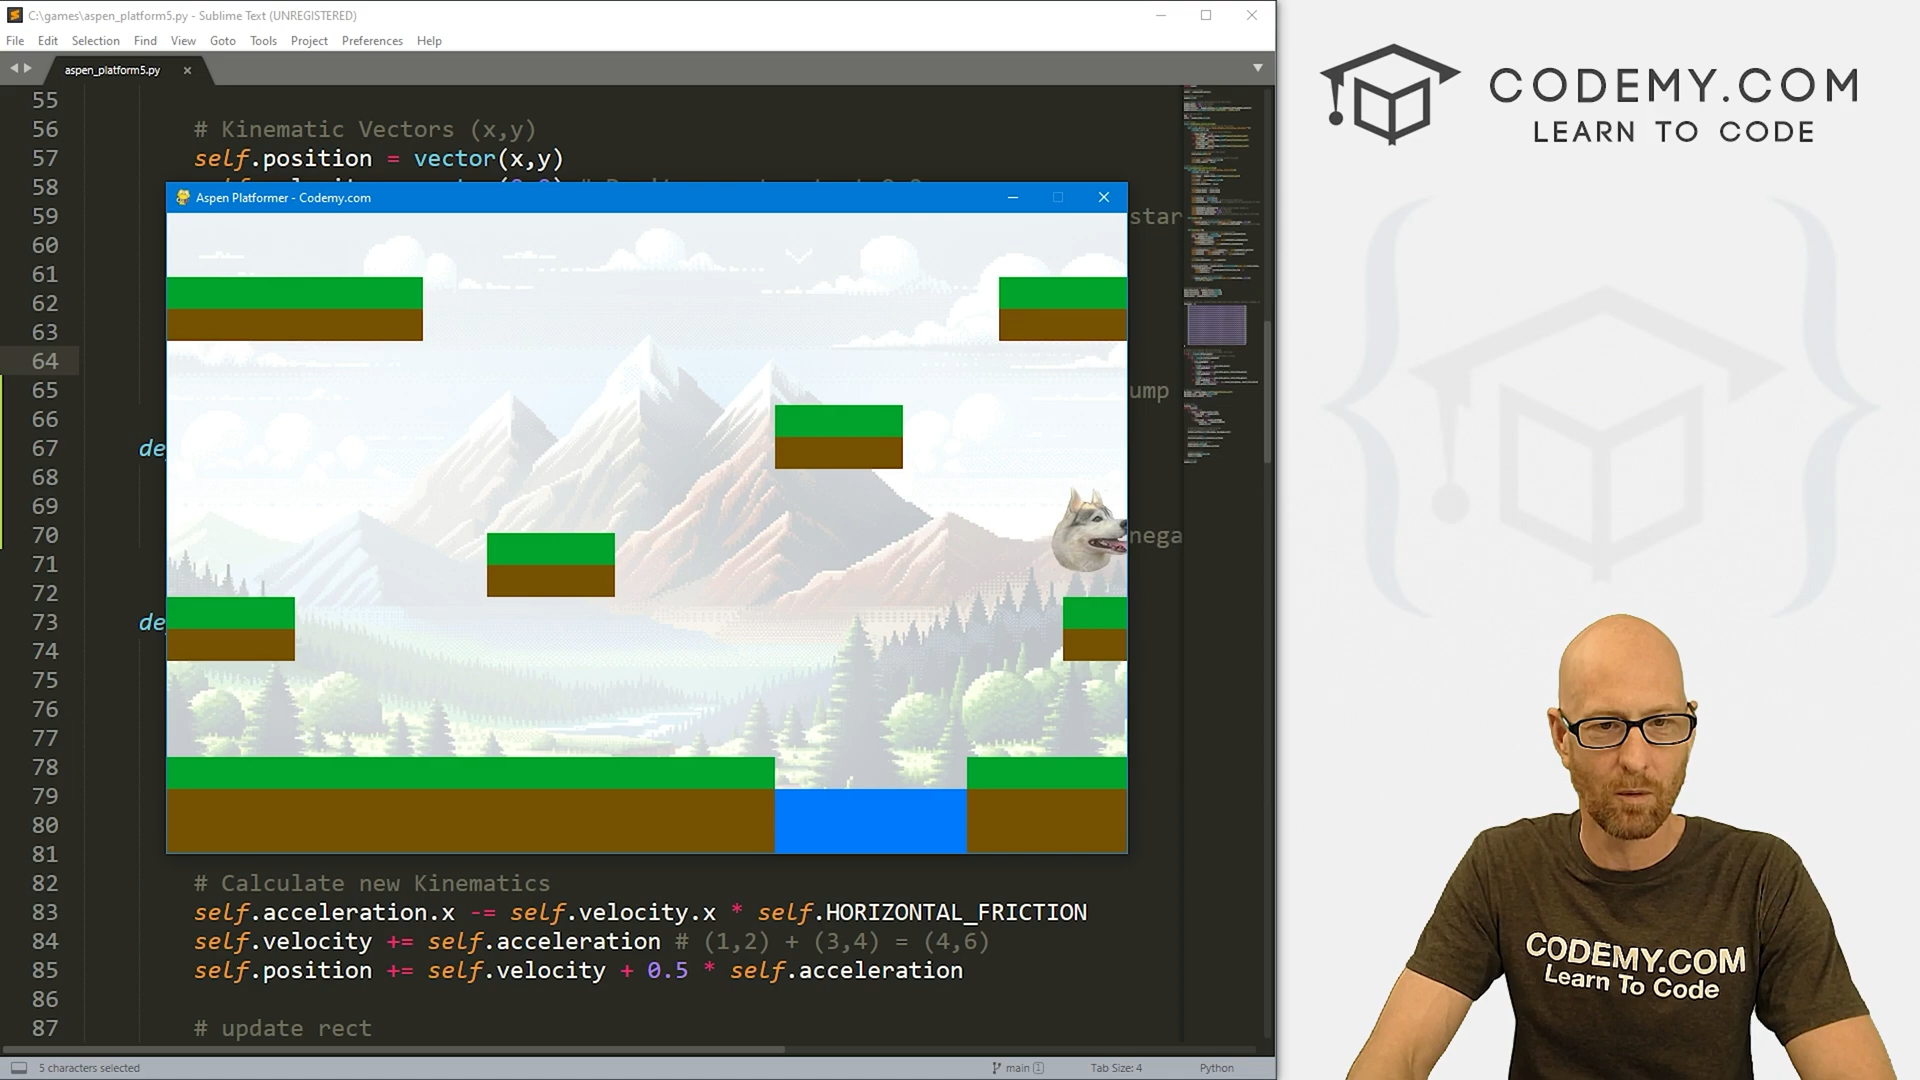 C:\games\aspen_platform5.py - Sublime Text (UNREGISTERED)
File Edit Selection Find View Goto Tools Project Preferences Help
aspen_platform5.py
55
56 # Kinematic Vectors (x,y)
57 self.position = vector(x,y)
58
Aspen Platformer - Codemy.com
59 star
60
61
62
63
64
65 ump
66
67 de
68
69
70 nega
71
72
73 de
74
75
76
77
78
79
80
81
82 # Calculate new Kinematics
83 self.acceleration.x -= self.velocity.x * self.HORIZONTAL_FRICTION
84 self.velocity += self.acceleration # (1,2) + (3,4) = (4,6)
85 self.position += self.velocity + 0.5 * self.acceleration
86
87 # update rect
5 characters selected
main 1
Tab Size: 4
Python
CODEMY.COM
LEARN TO CODE
CODEMY.COM
Learn To Code